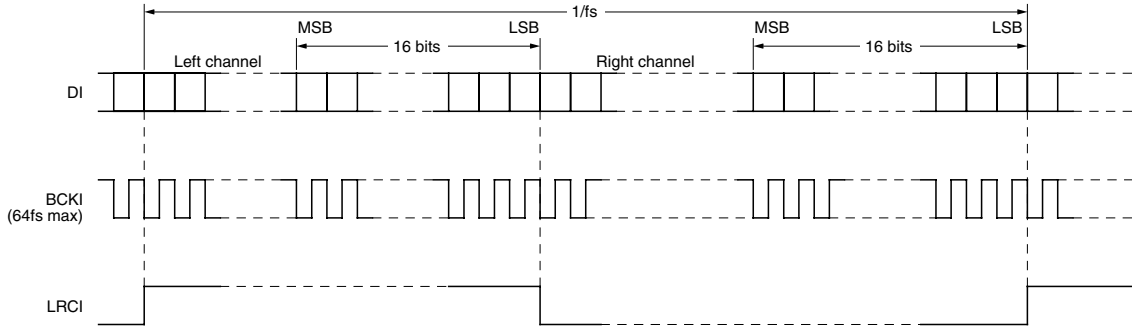 1/fs
MSB
LSB
MSB
LSB
16 bits
16 bits
Left channel
Right channel
DI
BCKI
(64fs max)
LRCI